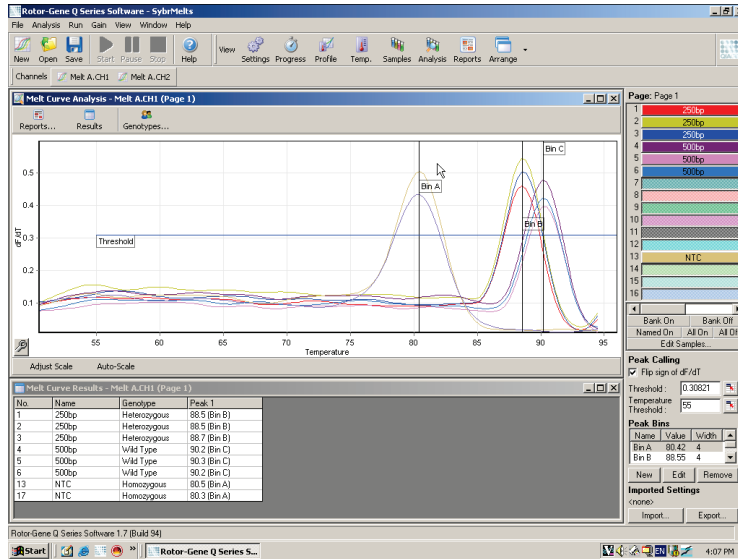 Rotor-Gene Q Series Software - SybrMelts
File Analysis Run Gain View Window Help
New Open Save Start Pause Stop Help View Settings Progress Profile Temp. Samples Analysis Reports Arrange
Channels Melt A.CH1 Melt A.CH2
Melt Curve Analysis - Melt A.CH1 (Page 1)
Reports... Results Genotypes...
dF/dT
0.5
0.4
0.3
0.2
0.1
Threshold
Bin A
Bin B
Bin C
55 60 65 70 75 80 85 90 95
Temperature
Adjust Scale Auto-Scale
Melt Curve Results - Melt A.CH1 (Page 1)
No. Name Genotype Peak 1
1 250bp Heterozygous 88.5 (Bin B)
2 250bp Heterozygous 88.5 (Bin B)
3 250bp Heterozygous 88.7 (Bin B)
4 500bp Wild Type 90.2 (Bin C)
5 500bp Wild Type 90.3 (Bin C)
6 500bp Wild Type 90.2 (Bin C)
13 NTC Homozygous 80.5 (Bin A)
17 NTC Homozygous 80.3 (Bin A)
Page: Page 1
1 250bp
2 250bp
3 250bp
4 500bp
5 500bp
6 500bp
7
8
9
10
11
12
13 NTC
14
15
16
Bank On Bank Off
Named On All On All Off
Edit Samples...
Peak Calling
Flip sign of dF/dT
Threshold : 0.30821
Temperature Threshold : 55
Peak Bins
Name Value Width
Bin A 80.42 4
Bin B 88.55 4
New Edit Remove
Imported Settings
<none>
Import... Export...
Rotor-Gene Q Series Software 1.7 (Build 94)
Start Rotor-Gene Q Series S... EN 4:07 PM